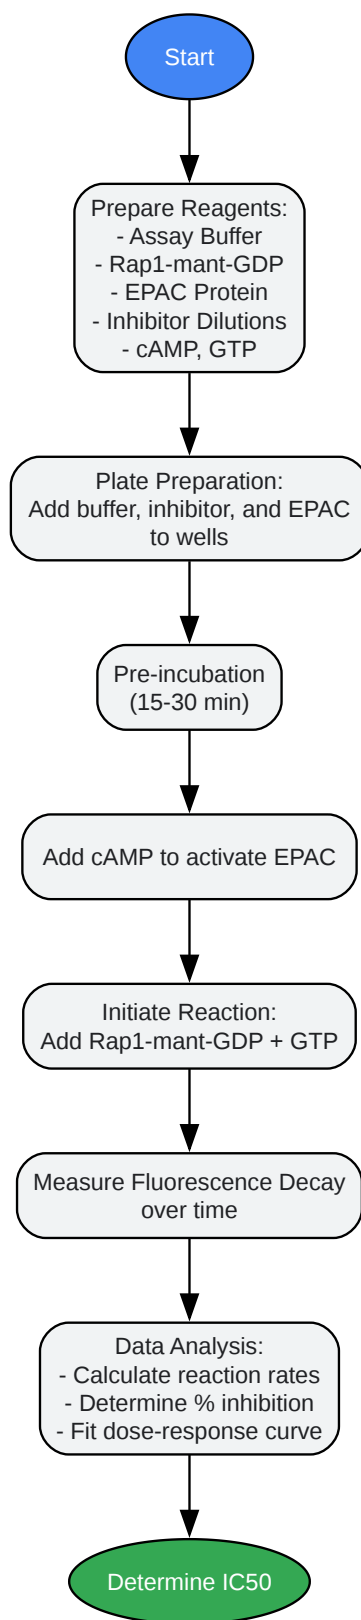 Start
Prepare Reagents:
- Assay Buffer
- Rap1-mant-GDP
- EPAC Protein
- Inhibitor Dilutions
- cAMP, GTP
Plate Preparation:
Add buffer, inhibitor, and EPAC
to wells
Pre-incubation
(15-30 min)
Add cAMP to activate EPAC
Initiate Reaction:
Add Rap1-mant-GDP + GTP
Measure Fluorescence Decay
over time
Data Analysis:
- Calculate reaction rates
- Determine % inhibition
- Fit dose-response curve
Determine IC50